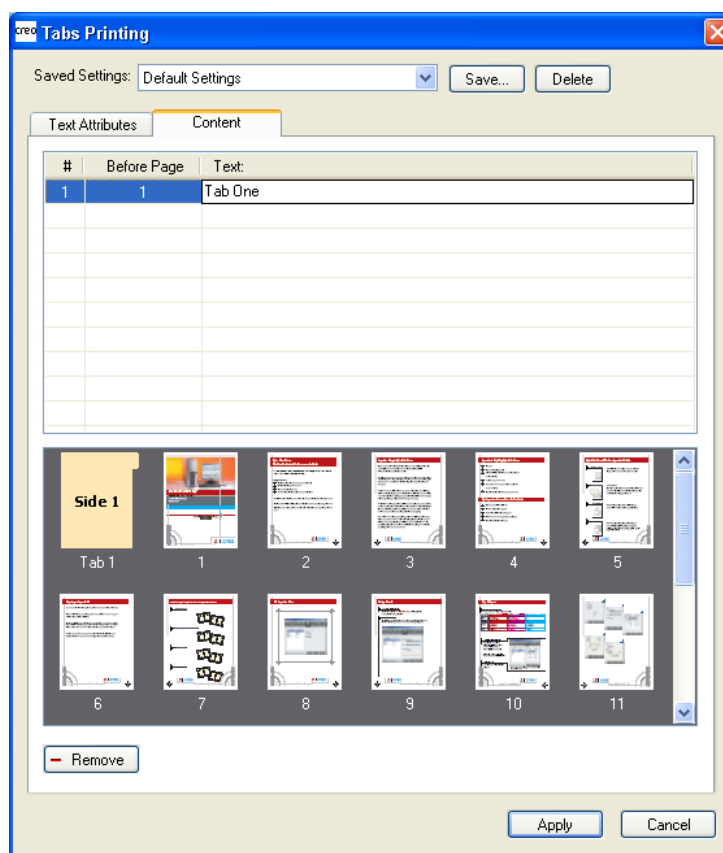 creo Tabs Printing
Saved Settings: Default Settings Save... Delete
Text Attributes Content
# Before Page Text:
1 1 Tab One
Side 1
Tab 1 1 2 3 4 5
6 7 8 9 10 11
Remove
Apply Cancel